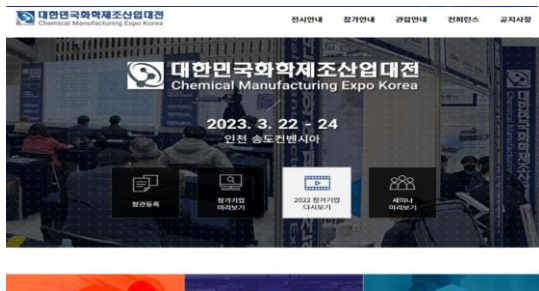 대한민국화학제조산업대전
Chemical Manufacturing Expo Korea
전시안내 참가안내 관람안내 컨퍼런스 공지사항
대한민국화학제조산업대전
Chemical Manufacturing Expo Korea
2023. 3. 22 - 24
인천 송도컨벤시아
참관등록
참가기업
미리보기
2022 참가기업
다시보기
세미나
미리보기